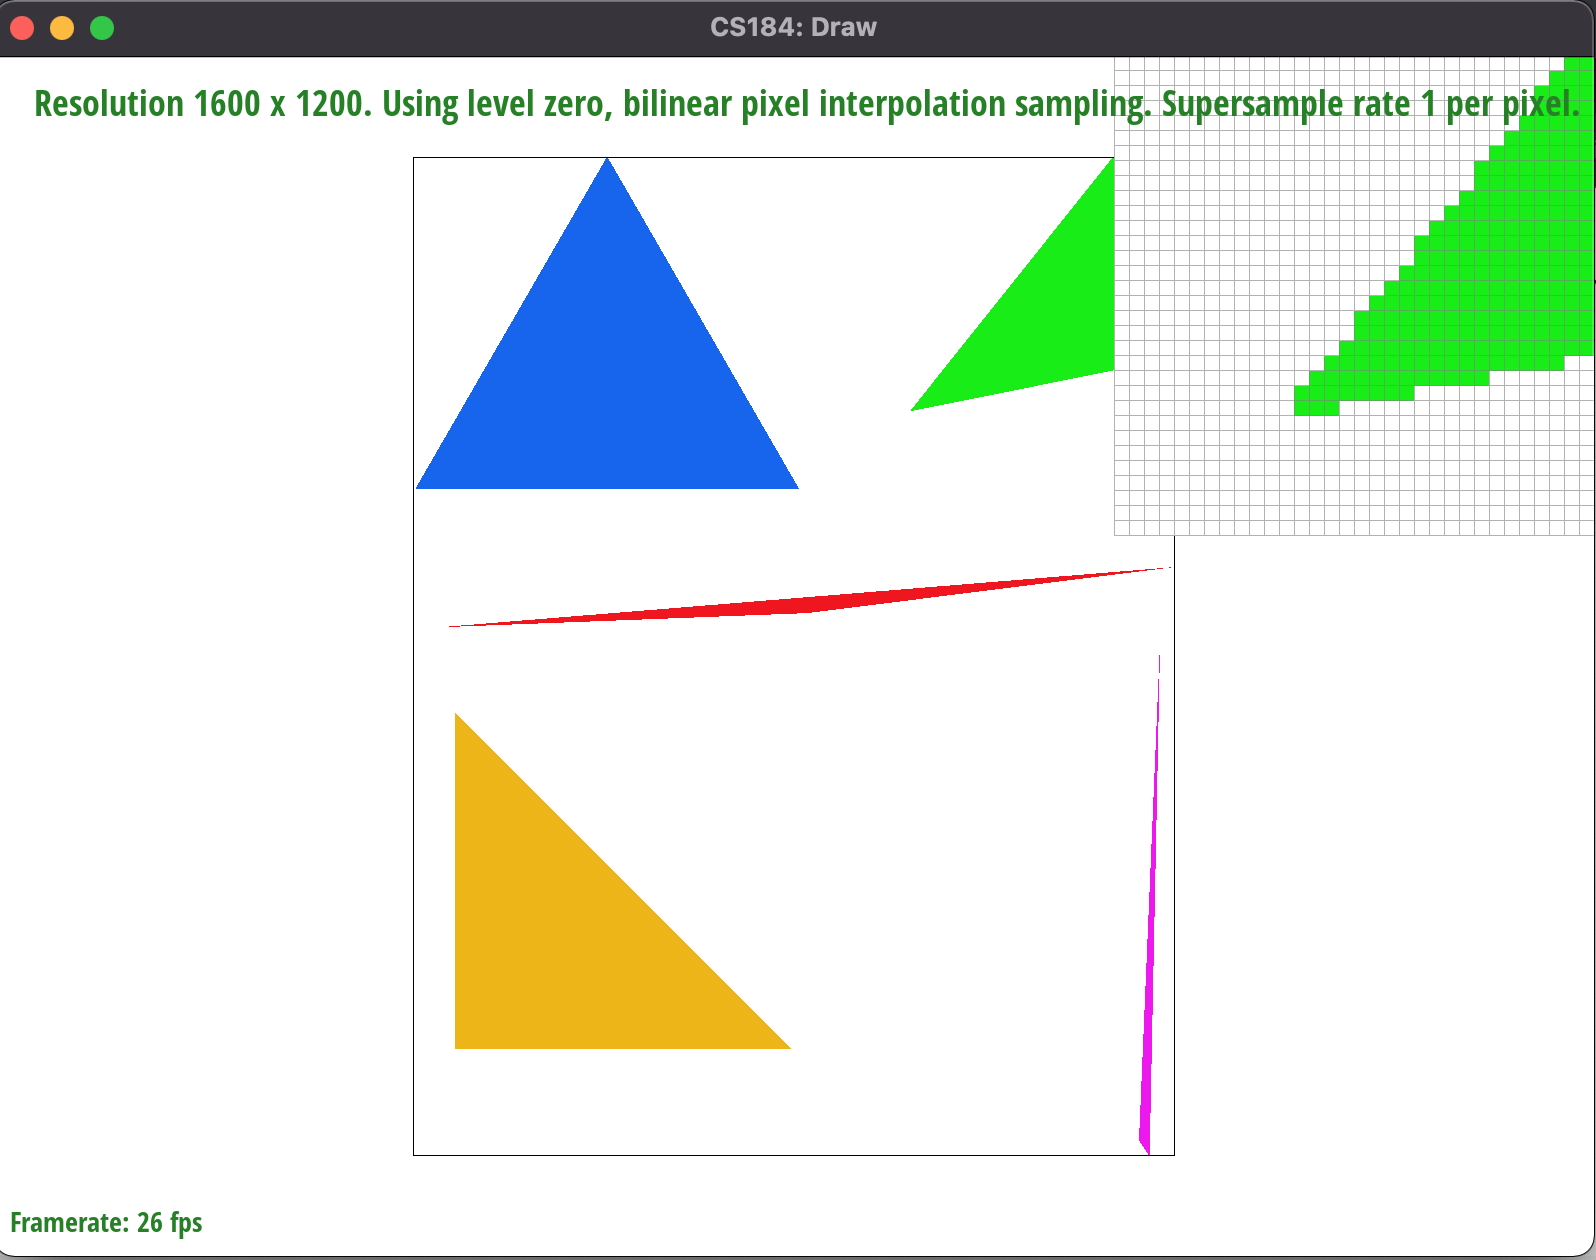 CS184: Draw
Resolution 1600 x 1200. Using level zero, bilinear pixel interpolation sampling. Supersample rate 1 per pixel.
Framerate: 26 fps